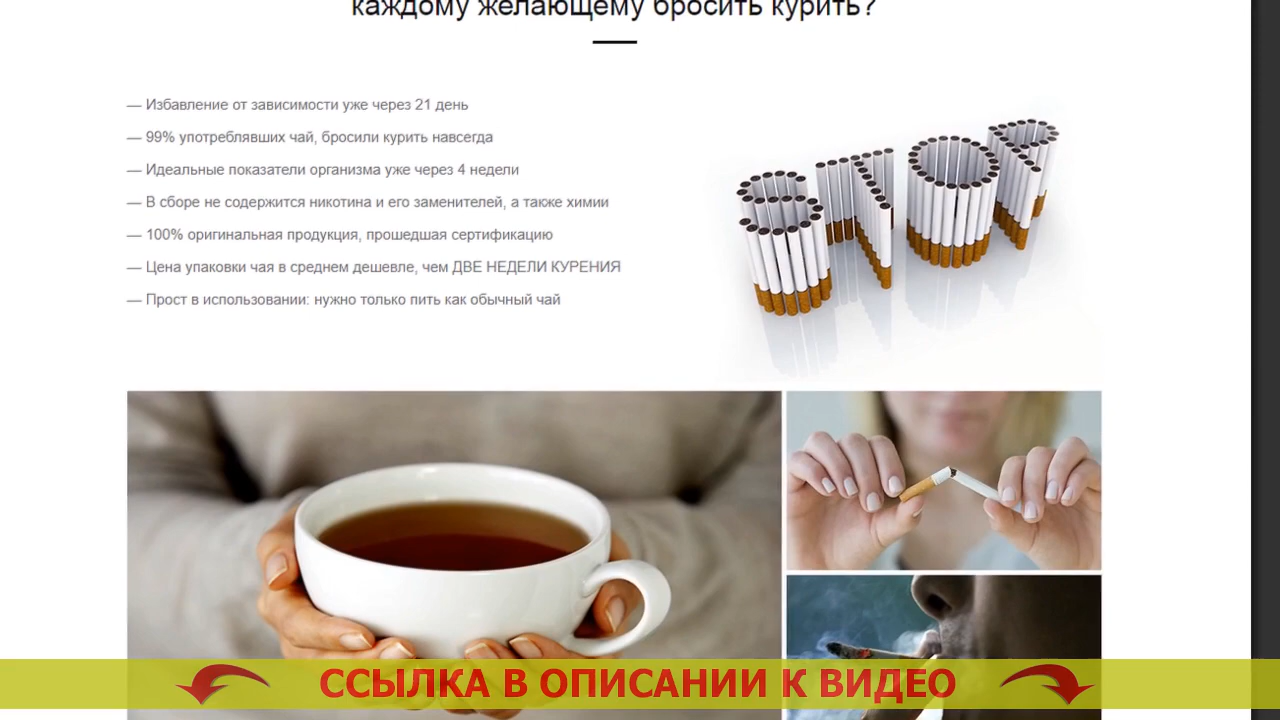 каждому желающему бросить курить?
— Избавление от зависимости уже через 21 день
— 99% употреблявших чай, бросили курить навсегда
— Идеальные показатели организма уже через 4 недели
— В сборе не содержится никотина и его заменителей, а также химии
— 100% оригинальная продукция, прошедшая сертификацию
— Цена упаковки чая в среднем дешевле, чем ДВЕ НЕДЕЛИ КУРЕНИЯ
— Прост в использовании: нужно только пить как обычный чай
STOP
ССЫЛКА В ОПИСАНИИ К ВИДЕО